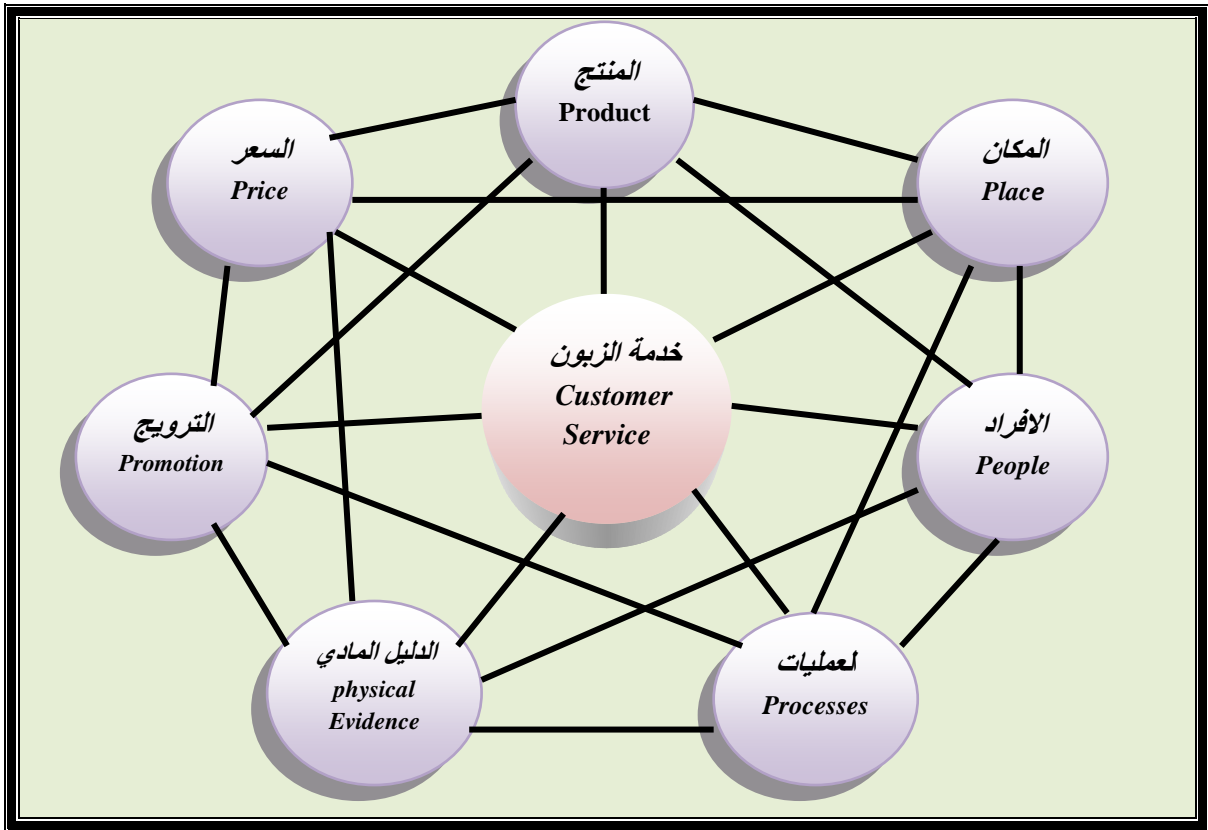 المنتج
Product
السعر
Price
المكان
Place
خدمة الزبون
Customer
Service
الترويج
Promotion
الافراد
People
الدليل المادي
physical
Evidence
لعمليات
Processes